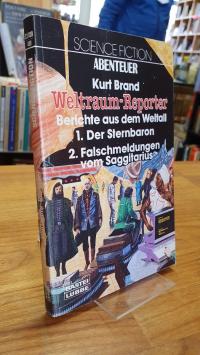 SCIENCE FICTION
ABENTEUER
Kurt Brand
Weltraum-Reporter
Berichte aus dem Weltall
1. Der Sternbaron
2. Falschmeldungen
vom Saggitarius
BASTEI
LÜBBE